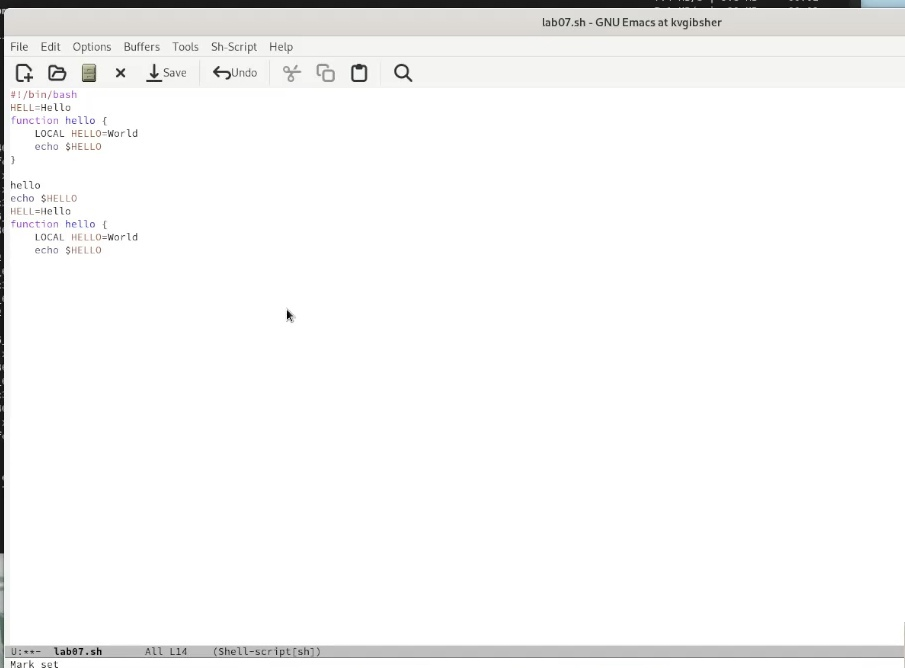 lab07.sh - GNU Emacs at kvgibsher
File Edit Options Buffers Tools Sh-Script Help
Save Undo
#!/bin/bash
HELL=Hello
function hello {
    LOCAL HELLO=World
    echo $HELLO
}

hello
echo $HELLO
HELL=Hello
function hello {
    LOCAL HELLO=World
    echo $HELLO
U:**-  lab07.sh       All L14    (Shell-script[sh])
Mark set